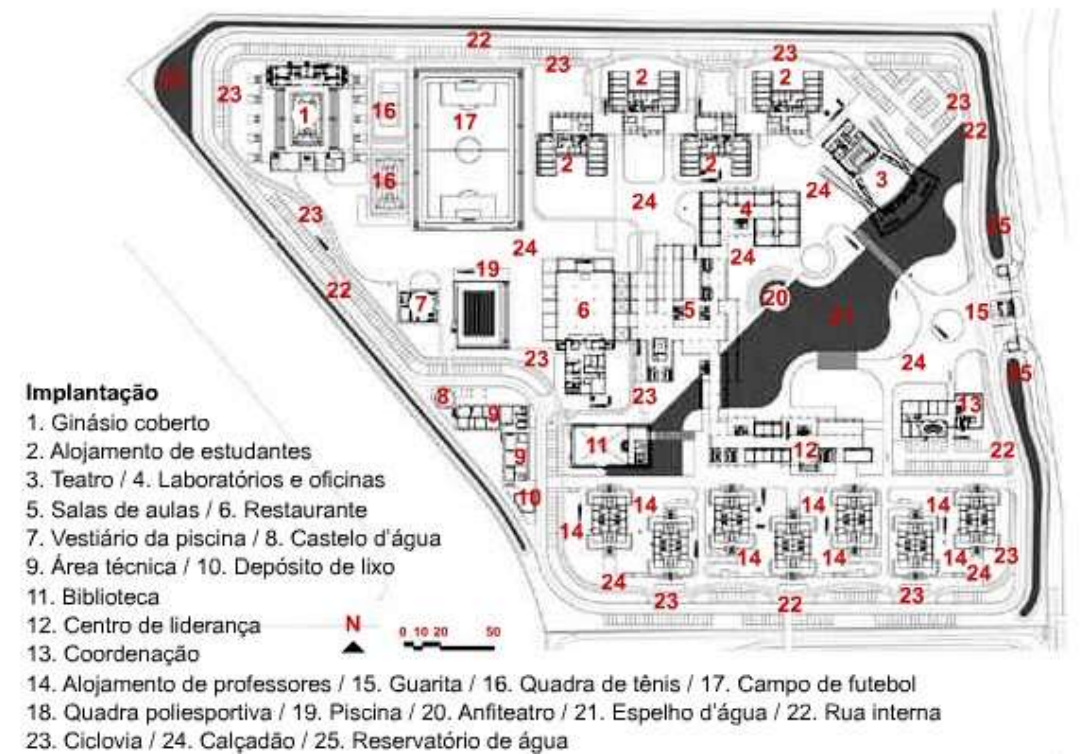 22
23 23
2 2
23 1 16 17 23
22
2 2 3
16
24 24
23 4
25
24 24
19
22 7 6 5 20 21 15
23 24
25
8 9 23 13
Implantação
1. Ginásio coberto
11 12 22
9
2. Alojamento de estudantes
10
3. Teatro / 4. Laboratórios e oficinas
14 14 14 14
5. Salas de aulas / 6. Restaurante
14
7. Vestiário da piscina / 8. Castelo d'água
14 14 14 23
9. Área técnica / 10. Depósito de lixo
24 24
11. Biblioteca
23 22 23
12. Centro de liderança
N 0 10 20 50
13. Coordenação
14. Alojamento de professores / 15. Guarita / 16. Quadra de tênis / 17. Campo de futebol
18. Quadra poliesportiva / 19. Piscina / 20. Anfiteatro / 21. Espelho d'água / 22. Rua interna
23. Ciclovia / 24. Calçadão / 25. Reservatório de água